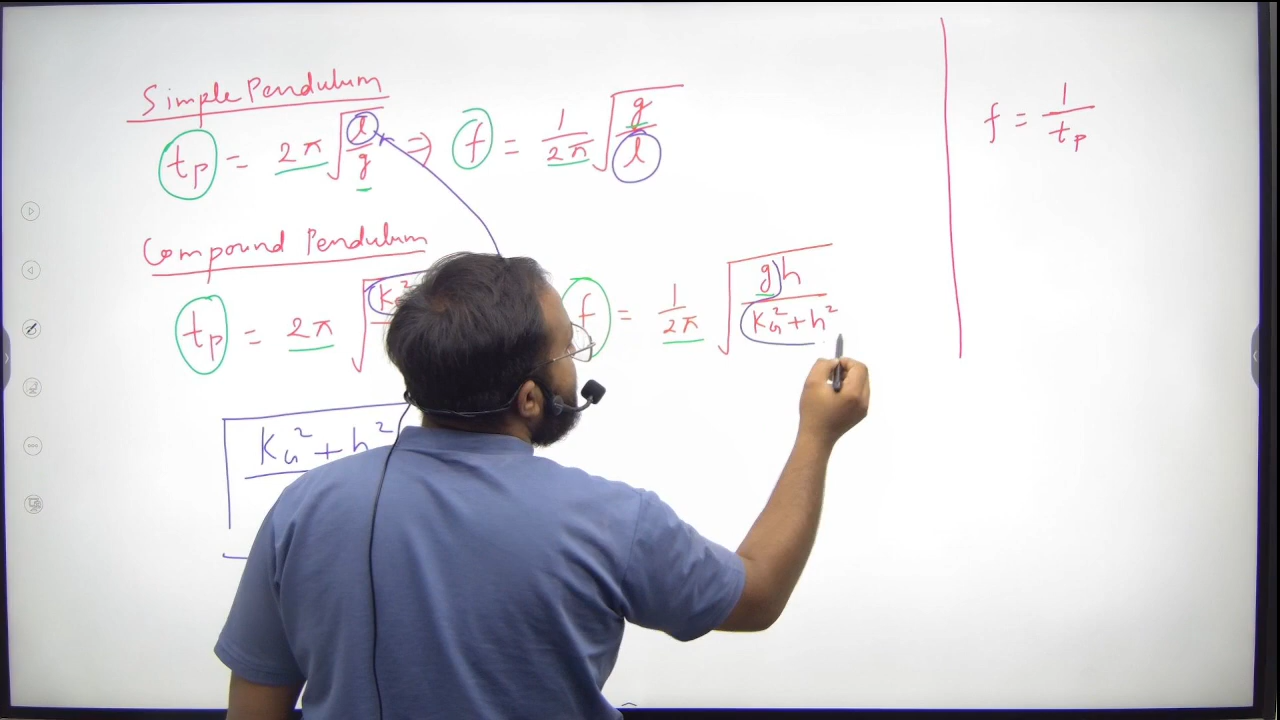 Simple Pendulum
tp = 2π √(l/g) ⇒ f = 1/2π √(g/l)
f = 1/tp
Compound Pendulum
tp = 2π √ KG² f = 1/2π √(gh/(KG²+h²))
KG² + h²